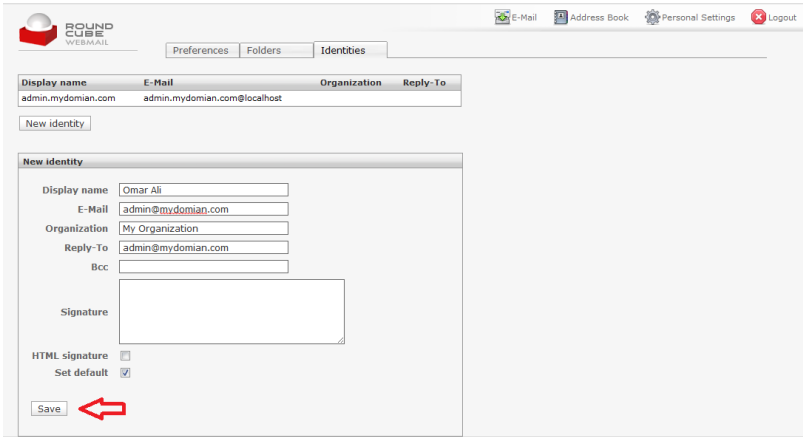 ROUND
CUBE
WEBMAIL
E-Mail Address Book Personal Settings Logout
Preferences Folders Identities
Display name E-Mail Organization Reply-To
admin.mydomian.com admin.mydomian.com@localhost
New identity
New identity
Display name Omar Ali
E-Mail admin@mydomian.com
Organization My Organization
Reply-To admin@mydomian.com
Bcc
Signature
HTML signature
Set default
Save